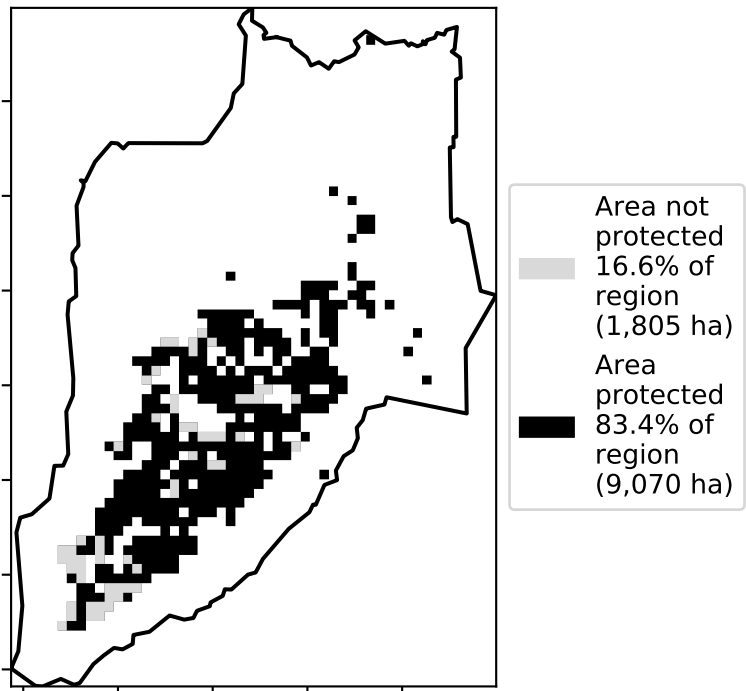 Area not
protected
16.6% of
region
(1,805 ha)
Area
protected
83.4% of
region
(9,070 ha)